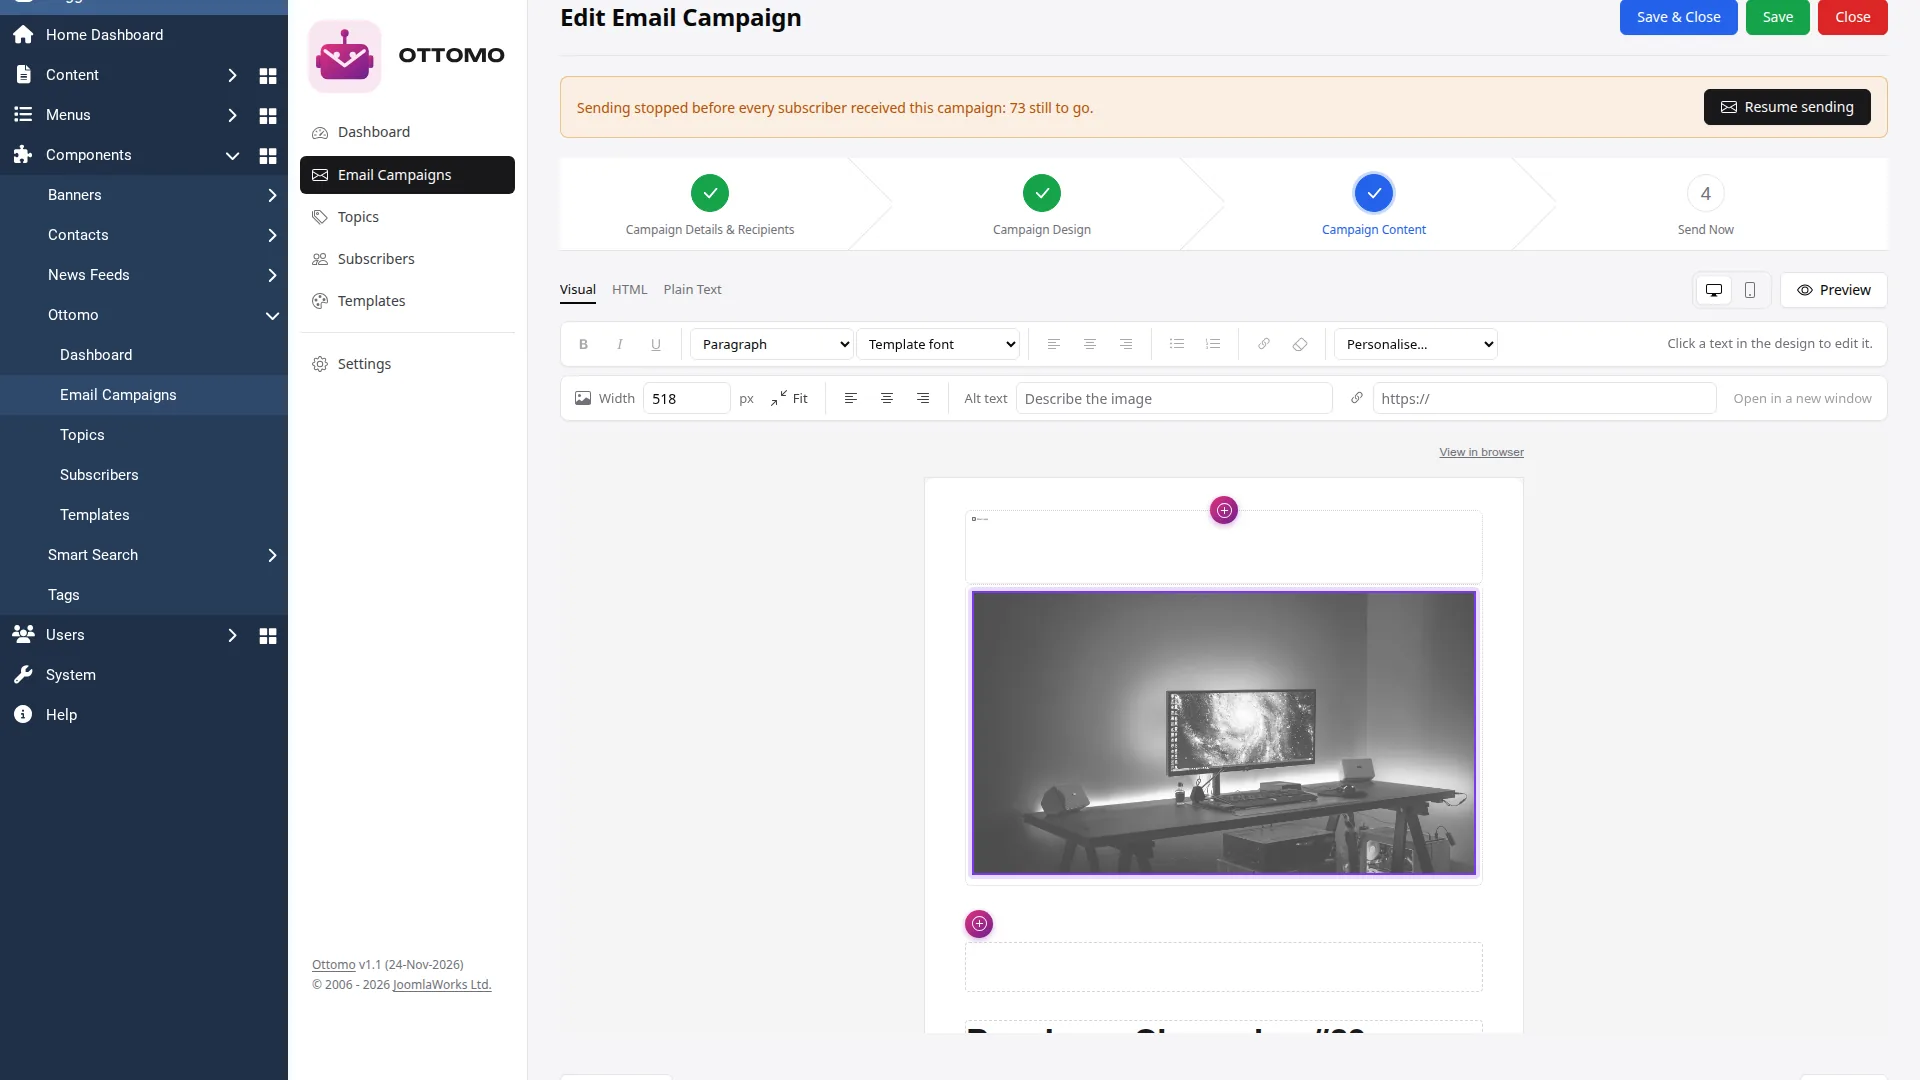 Home Dashboard
Content
Menus
Components
Banners
Contacts
News Feeds
Ottomo
Dashboard
Email Campaigns
Topics
Subscribers
Templates
Smart Search
Tags
Users
System
Help
OTTOMO
Dashboard
Email Campaigns
Topics
Subscribers
Templates
Settings
Ottomo v1.1 (24-Nov-2026)
© 2006 - 2026 JoomlaWorks Ltd.
Edit Email Campaign
Save & Close
Save
Close
Sending stopped before every subscriber received this campaign: 73 still to go.
Resume sending
Campaign Details & Recipients
Campaign Design
Campaign Content
4
Send Now
Visual
HTML
Plain Text
Preview
B I U
Paragraph
Template font
Personalise...
Click a text in the design to edit it.
Width 518 px
Fit
Alt text
Describe the image
https://
Open in a new window
View in browser